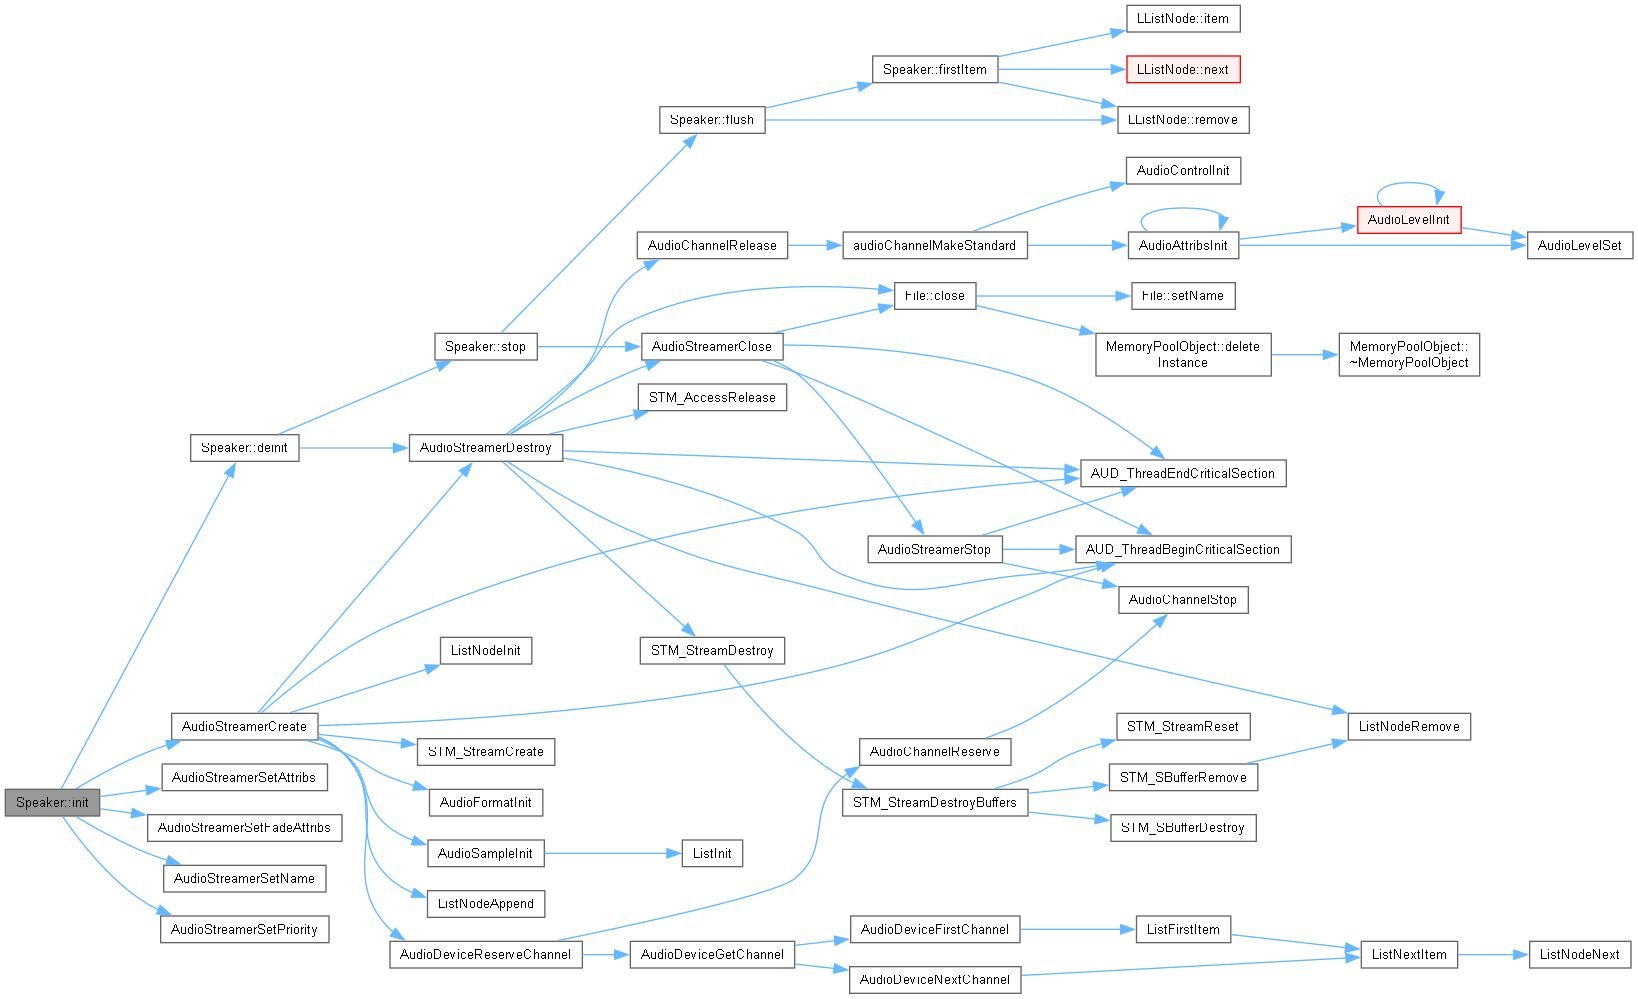 LListNode::item
Speaker::firstItem
LListNode::next
Speaker::flush
LListNode::remove
AudioControlInit
AudioLevelInit
AudioChannelRelease
audioChannelMakeStandard
AudioAttribsInit
AudioLevelSet
File::close
File::setName
Speaker::stop
AudioStreamerClose
MemoryPoolObject::delete
Instance
MemoryPoolObject::
~MemoryPoolObject
STM_AccessRelease
Speaker::deinit
AudioStreamerDestroy
AUD_ThreadEndCriticalSection
AudioStreamerStop
AUD_ThreadBeginCriticalSection
AudioChannelStop
ListNodeInit
STM_StreamDestroy
AudioStreamerCreate
STM_StreamReset
ListNodeRemove
STM_StreamCreate
AudioChannelReserve
AudioStreamerSetAttribs
STM_SBufferRemove
Speaker::init
AudioFormatInit
STM_StreamDestroyBuffers
AudioStreamerSetFadeAttribs
STM_SBufferDestroy
AudioSampleInit
ListInit
AudioStreamerSetName
ListNodeAppend
AudioStreamerSetPriority
AudioDeviceFirstChannel
ListFirstItem
AudioDeviceReserveChannel
AudioDeviceGetChannel
ListNextItem
ListNodeNext
AudioDeviceNextChannel